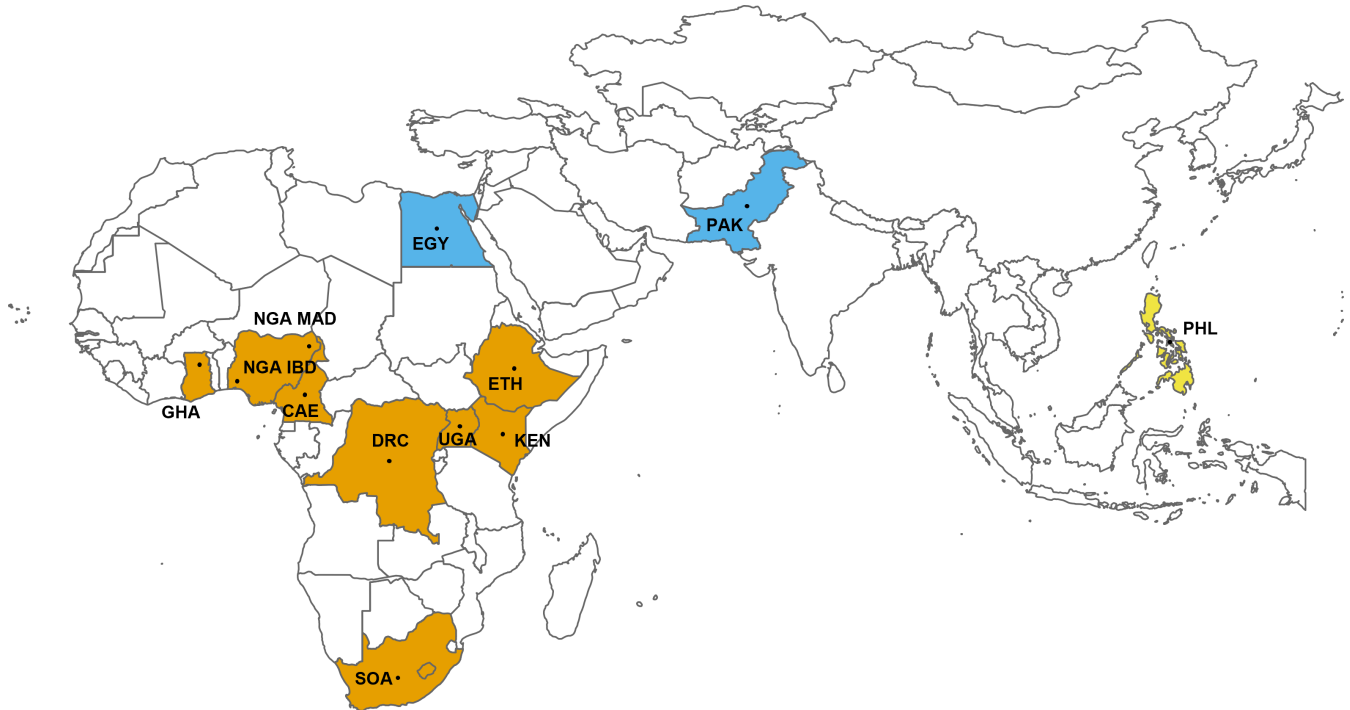 PAK
EGY
NGA MAD
PHL
NGA IBD
ETH
GHA
CAE
DRC
UGA
KEN
SOA